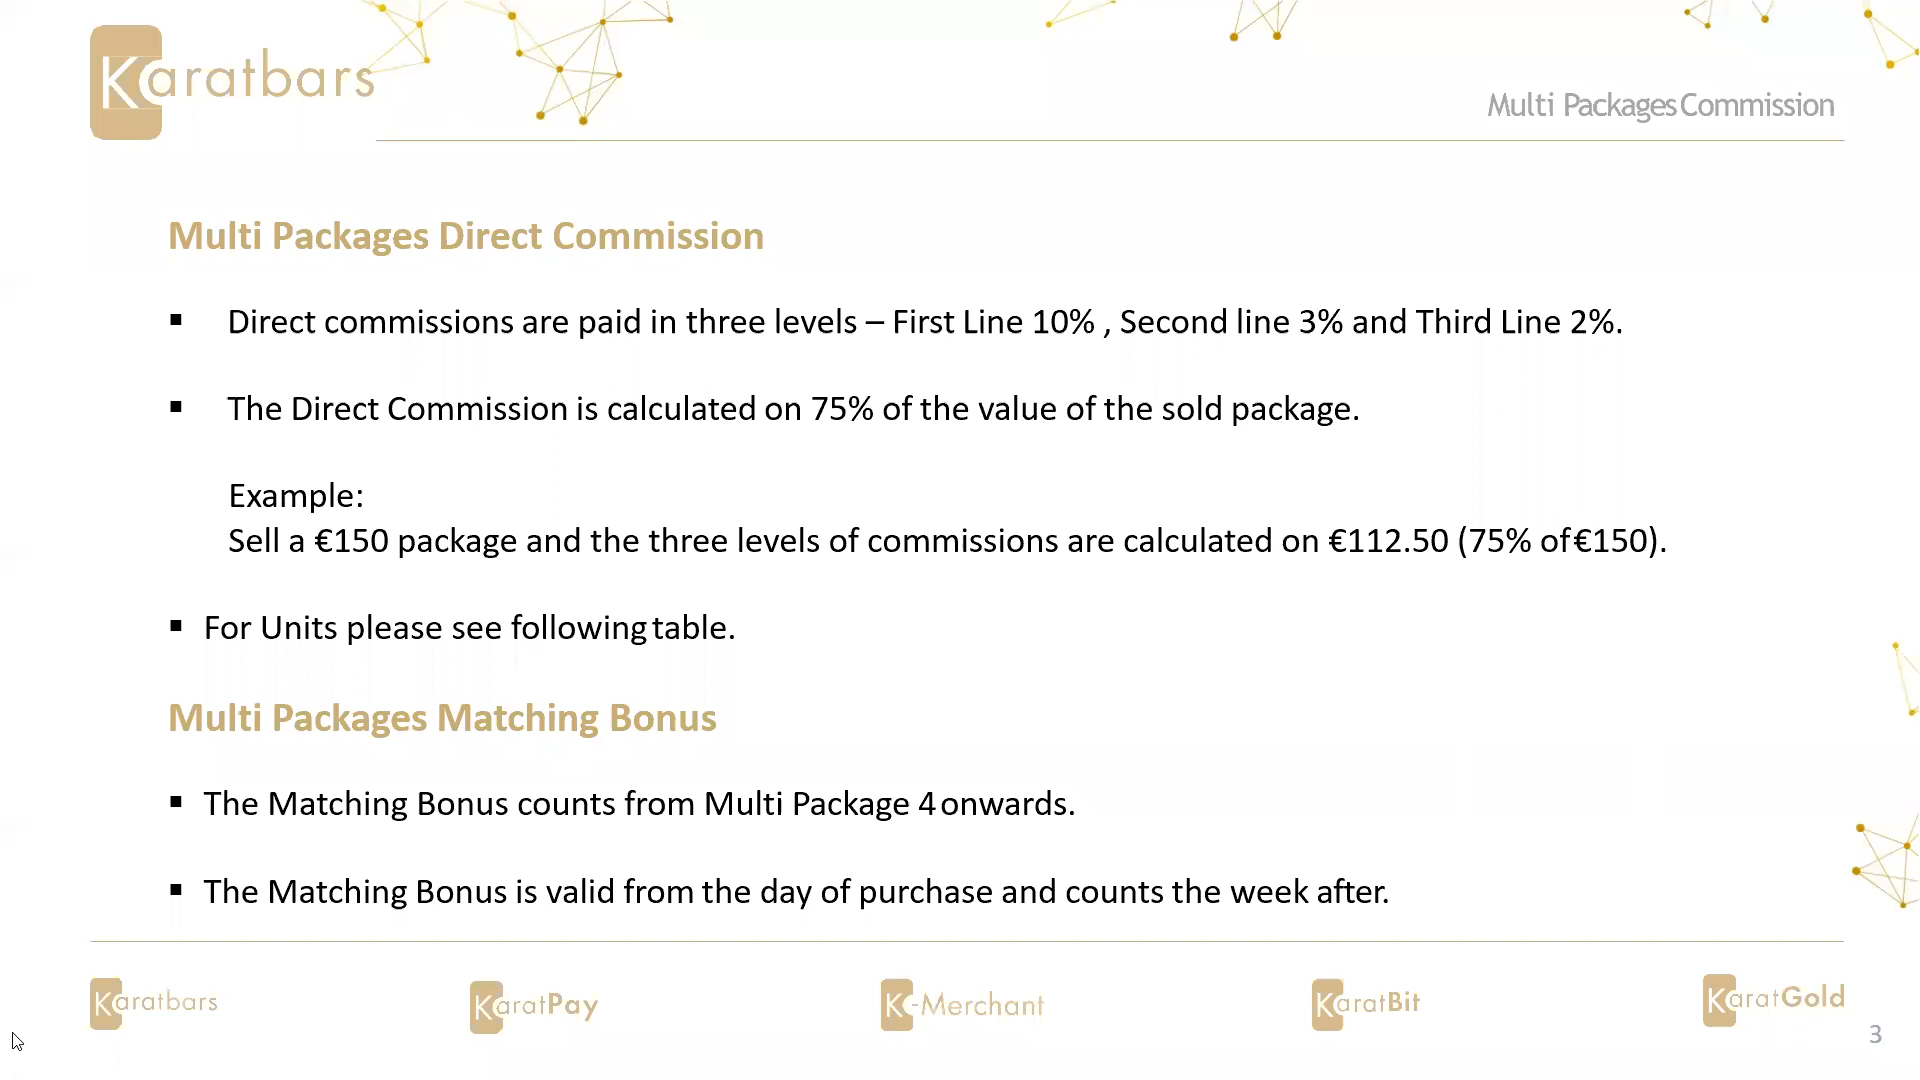 Karatbars
Multi Packages Commission
Multi Packages Direct Commission
▪ Direct commissions are paid in three levels – First Line 10% , Second line 3% and Third Line 2%.
▪ The Direct Commission is calculated on 75% of the value of the sold package.
Example:
Sell a €150 package and the three levels of commissions are calculated on €112.50 (75% of €150).
▪ For Units please see following table.
Multi Packages Matching Bonus
▪ The Matching Bonus counts from Multi Package 4 onwards.
▪ The Matching Bonus is valid from the day of purchase and counts the week after.
Karatbars KaratPay K-Merchant KaratBit KaratGold
3